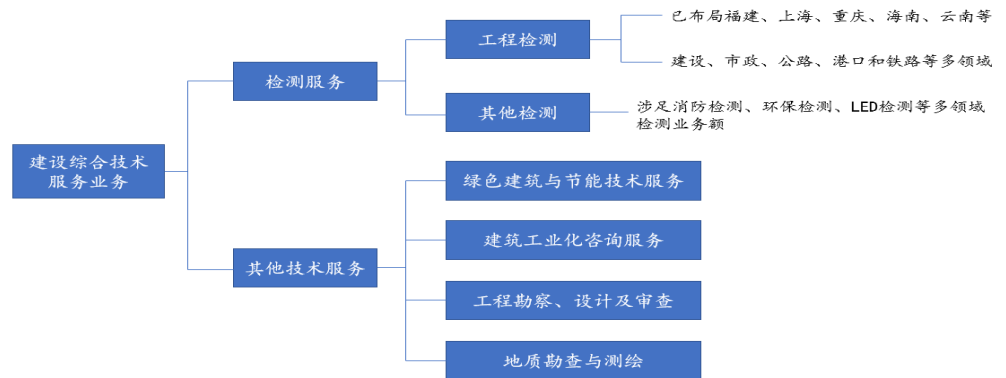 已布局福建、上海、重庆、海南、云南等
工程检测
建设、市政、公路、港口和铁路等多领域
检测服务
其他检测
涉足消防检测、环保检测、LED检测等多领域
检测业务额
建设综合技术
服务业务
绿色建筑与节能技术服务
建筑工业化咨询服务
其他技术服务
工程勘察、设计及审查
地质勘查与测绘